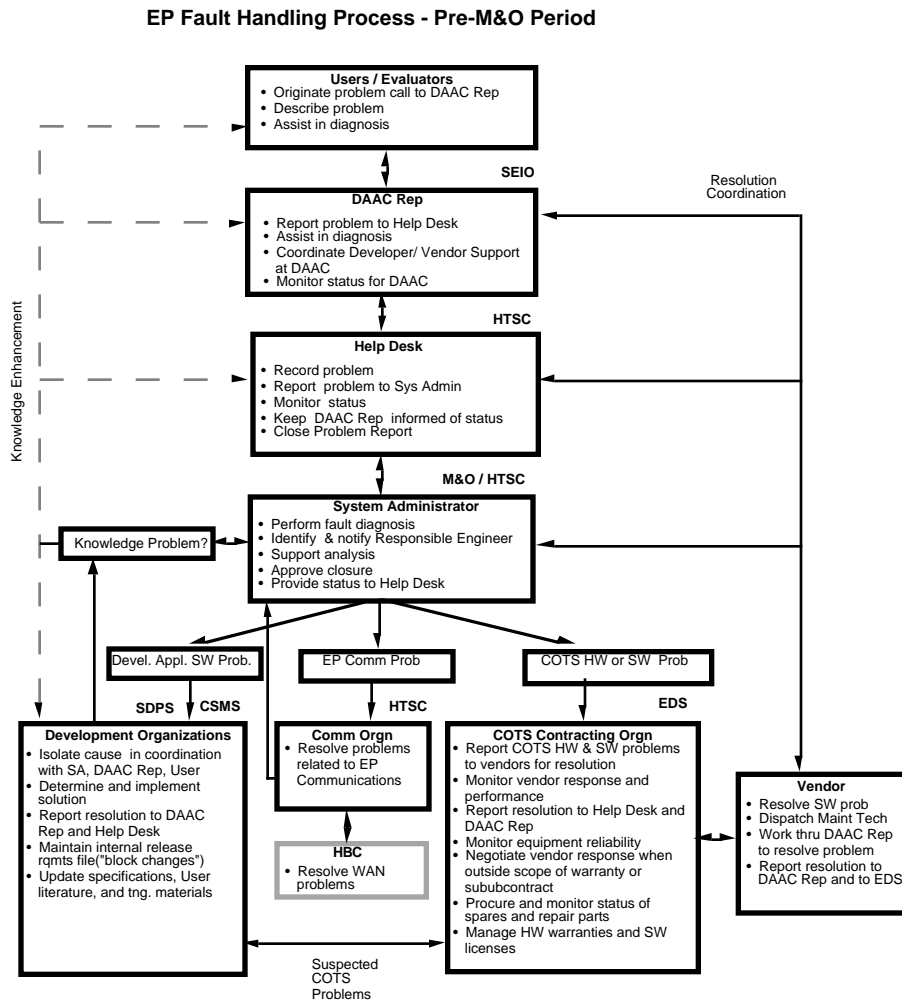 EP Fault Handling Process - Pre-M&O Period
Users / Evaluators
• Originate problem call to DAAC Rep
• Describe problem
• Assist in diagnosis
SEIO
Resolution
Coordination
DAAC Rep
• Report problem to Help Desk
• Assist in diagnosis
• Coordinate Developer/ Vendor Support
at DAAC
• Monitor status for DAAC
HTSC
Knowledge Enhancement
Help Desk
• Record problem
• Report problem to Sys Admin
• Monitor status
• Keep DAAC Rep informed of status
• Close Problem Report
M&O / HTSC
System Administrator
• Perform fault diagnosis
• Identify & notify Responsible Engineer
• Support analysis
• Approve closure
• Provide status to Help Desk
Knowledge Problem?
Devel. Appl. SW Prob.
EP Comm Prob
COTS HW or SW Prob
SDPS
CSMS
HTSC
EDS
Development Organizations
• Isolate cause in coordination
with SA, DAAC Rep, User
• Determine and implement
solution
• Report resolution to DAAC
Rep and Help Desk
• Maintain internal release
rqmts file("block changes")
• Update specifications, User
literature, and tng. materials
Comm Orgn
• Resolve problems
related to EP
Communications
HBC
• Resolve WAN
problems
COTS Contracting Orgn
• Report COTS HW & SW problems
to vendors for resolution
• Monitor vendor response and
performance
• Report resolution to Help Desk and
DAAC Rep
• Monitor equipment reliability
• Negotiate vendor response when
outside scope of warranty or
sububcontract
• Procure and monitor status of
spares and repair parts
• Manage HW warranties and SW
licenses
Vendor
• Resolve SW prob
• Dispatch Maint Tech
• Work thru DAAC Rep
to resolve problem
• Report resolution to
DAAC Rep and to EDS
Suspected
COTS
Problems